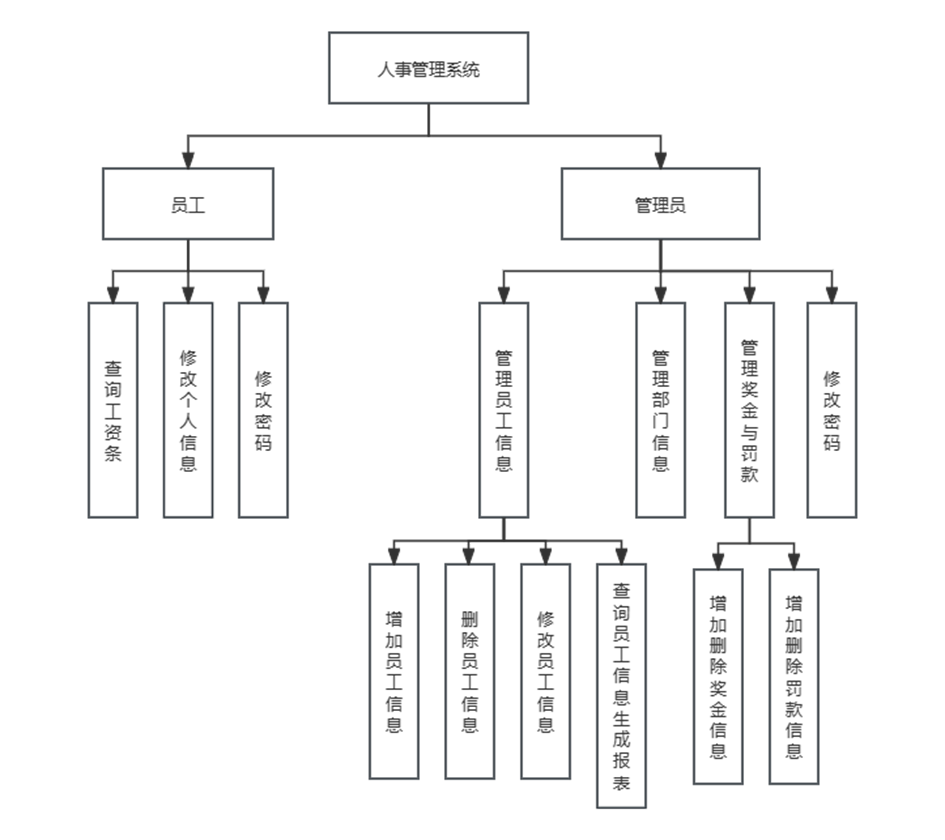 人事管理系统
员工
管理员
查询工资条
修改个人信息
修改密码
管理员工信息
管理部门信息
管理奖金与罚款
修改密码
增加员工信息
删除员工信息
修改员工信息
查询员工信息生成报表
增加删除奖金信息
增加删除罚款信息